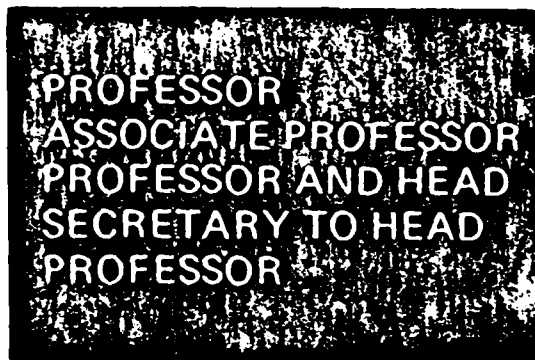 PROFESSOR
ASSOCIATE PROFESSOR
PROFESSOR AND HEAD
SECRETARY TO HEAD
PROFESSOR